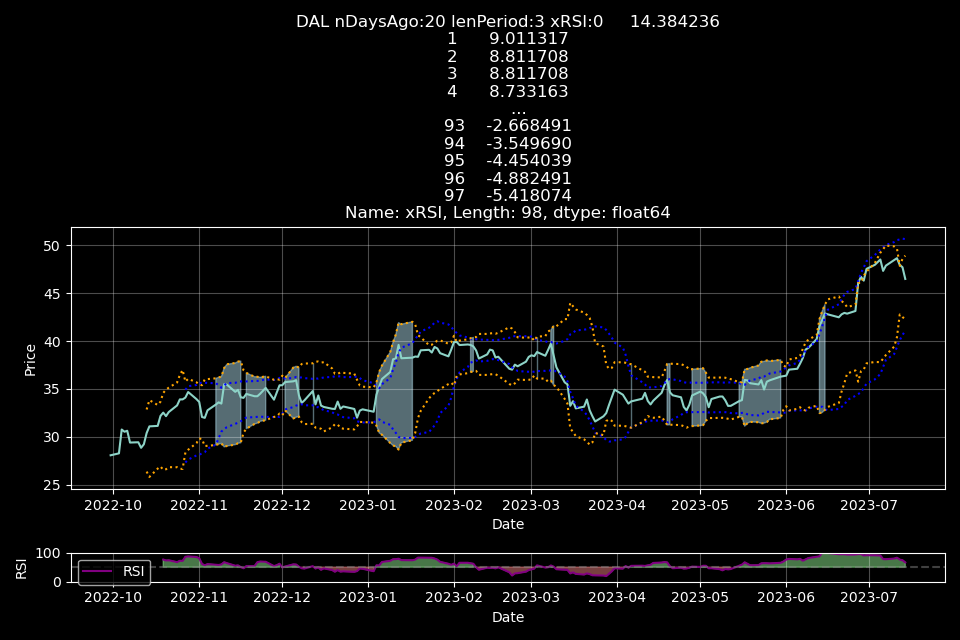 DAL nDaysAgo:20 lenPeriod:3 xRSI:0 14.384236
1 9.011317
2 8.811708
3 8.811708
4 8.733163
...
93 -2.668491
94 -3.549690
95 -4.454039
96 -4.882491
97 -5.418074
Name: xRSI, Length: 98, dtype: float64
50
45
40
35
30
25
Price
2022-10 2022-11 2022-12 2023-01 2023-02 2023-03 2023-04 2023-05 2023-06 2023-07
Date
100
0
RSI
RSI
2022-10 2022-11 2022-12 2023-01 2023-02 2023-03 2023-04 2023-05 2023-06 2023-07
Date